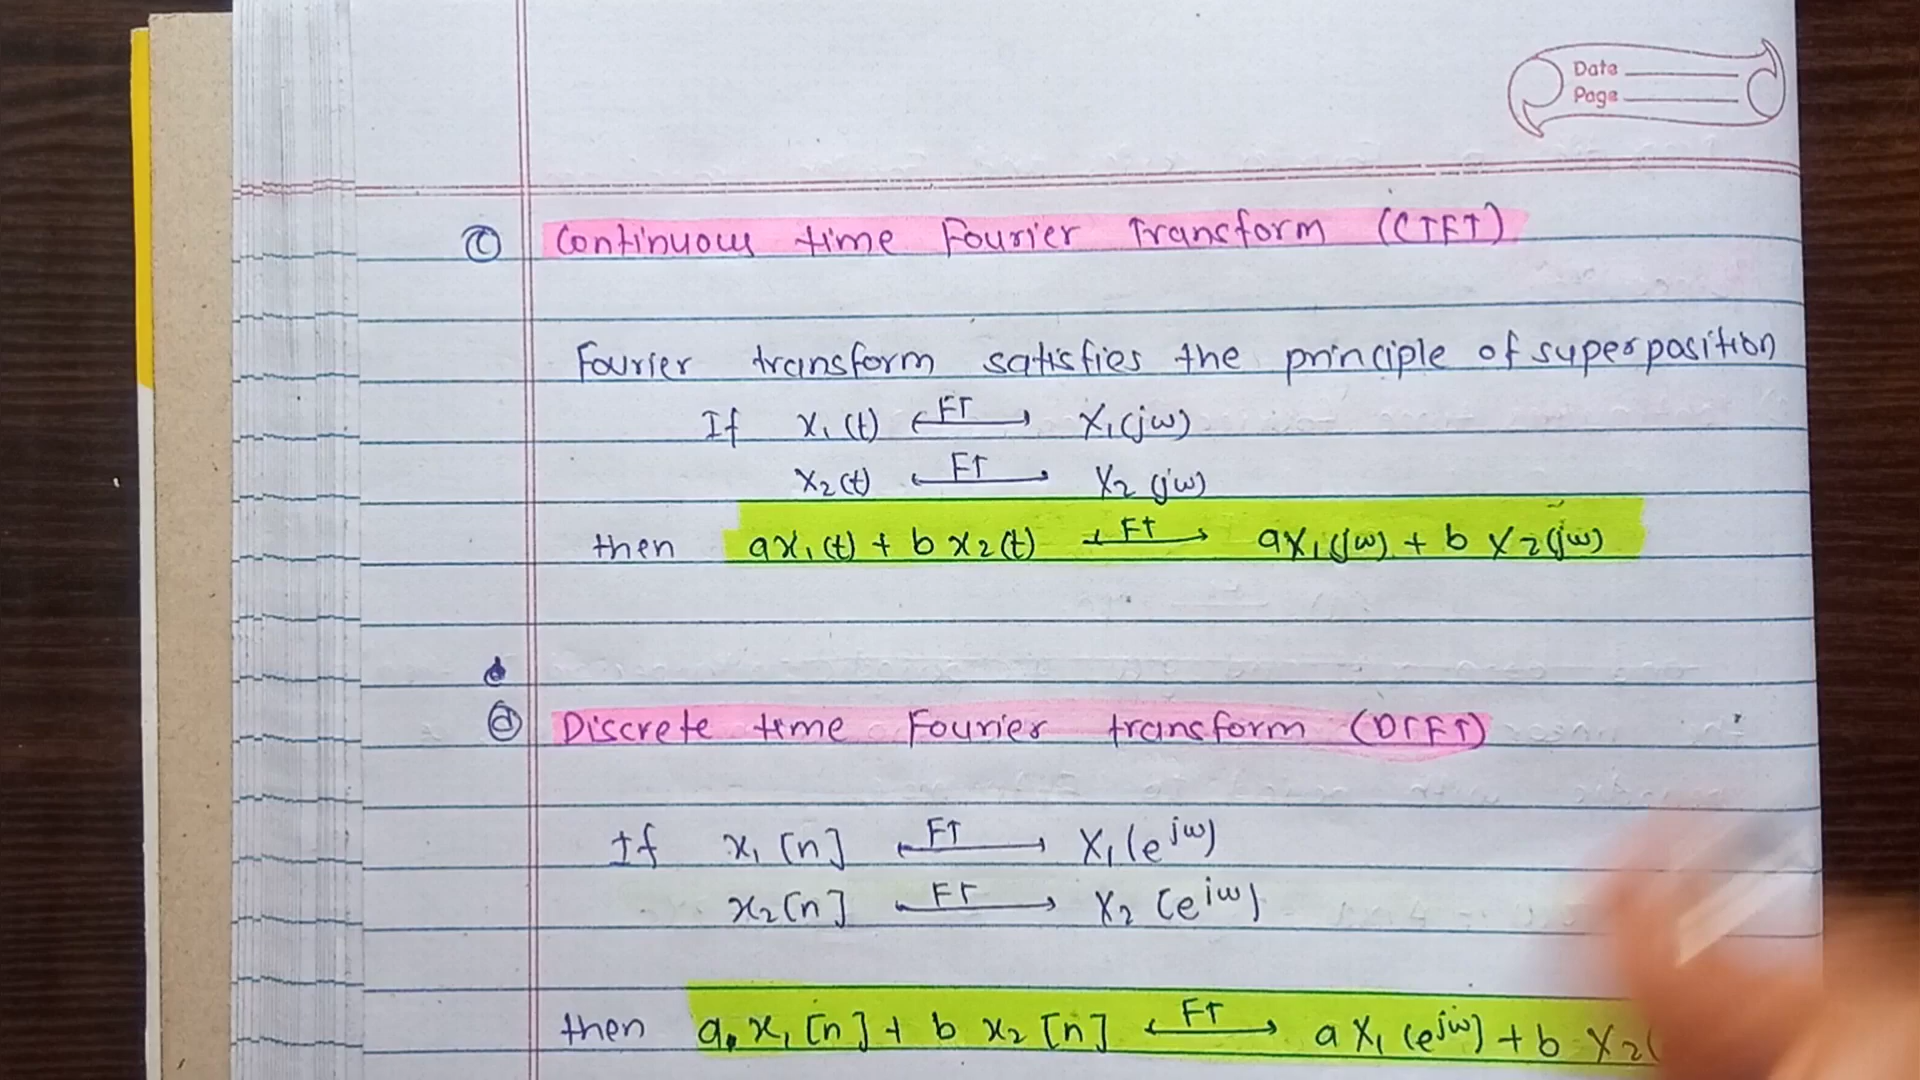 Date
Page
(c) Continuous time Fourier Transform (CTFT)
Fourier transform satisfies the principle of superposition
If x₁(t) ←FT→ X₁(jω)
x₂(t) ←FT→ X₂(jω)
then ax₁(t) + b x₂(t) ←FT→ aX₁(jω) + b X₂(jω)
(d) Discrete time Fourier transform (DTFT)
If x₁[n] ←FT→ X₁(e^jω)
x₂[n] ←FT→ X₂(e^jω)
then a x₁[n] + b x₂[n] ←FT→ a X₁(e^jω) + b X₂(